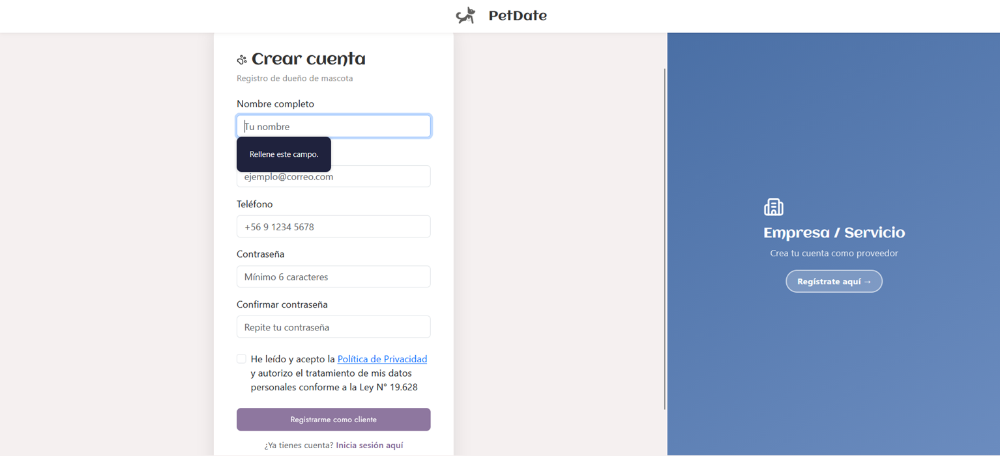 PetDate
Crear cuenta
Registro de dueño de mascota
Nombre completo
Tu nombre
Rellene este campo.
ejemplo@correo.com
Teléfono
+56 9 1234 5678
Contraseña
Mínimo 6 caracteres
Confirmar contraseña
Repite tu contraseña
He leído y acepto la Política de Privacidad
y autorizo el tratamiento de mis datos
personales conforme a la Ley N° 19.628
Registrarme como cliente
¿Ya tienes cuenta? Inicia sesión aquí
Empresa / Servicio
Crea tu cuenta como proveedor
Regístrate aquí →